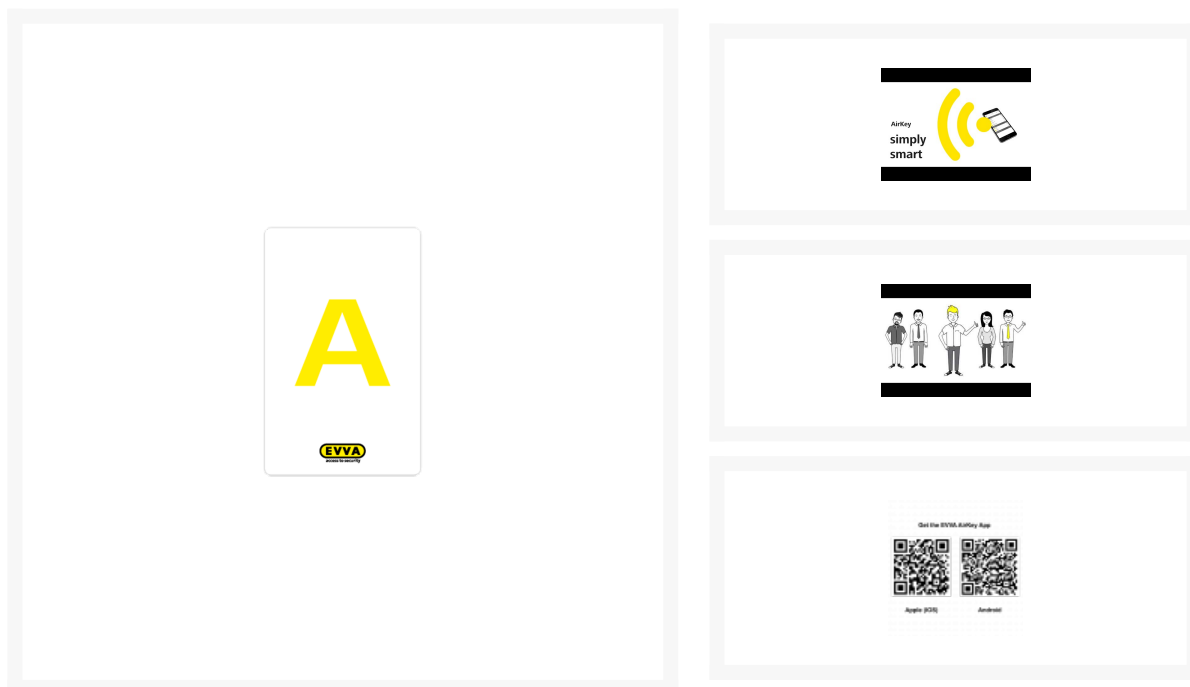 A
EVVA
access to security
AirKey
simply
smart
Get the EVVA AirKey App
Apple (iOS)
Android